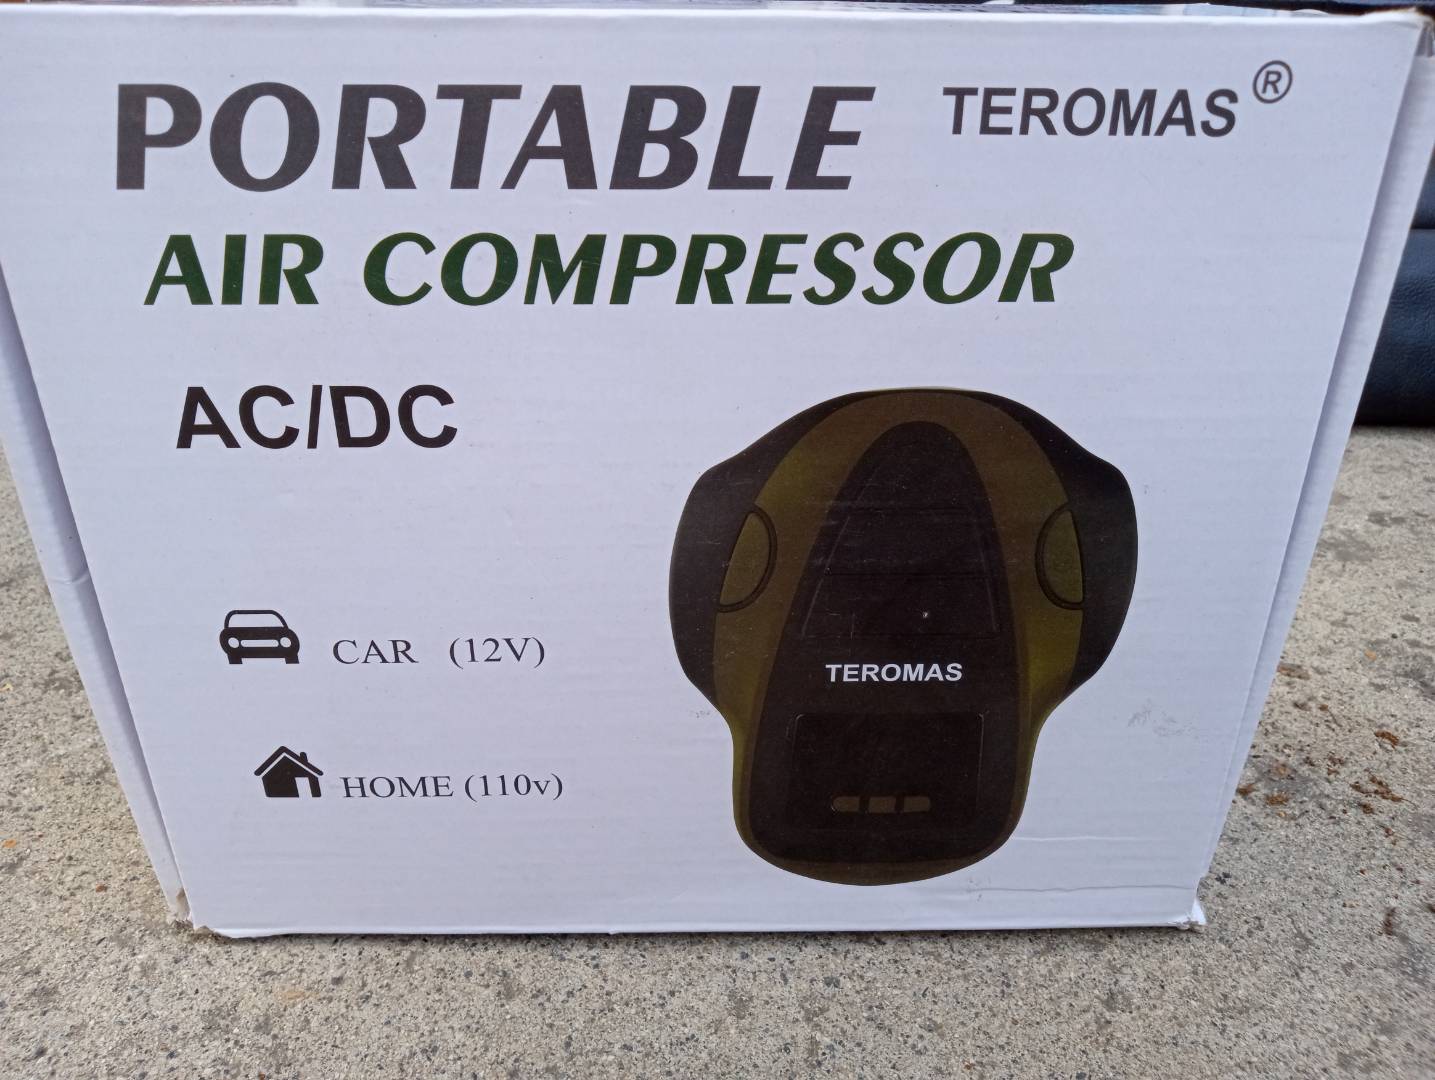 PORTABLE TEROMAS ®
AIR COMPRESSOR
AC/DC
CAR (12V)
TEROMAS
HOME (110v)